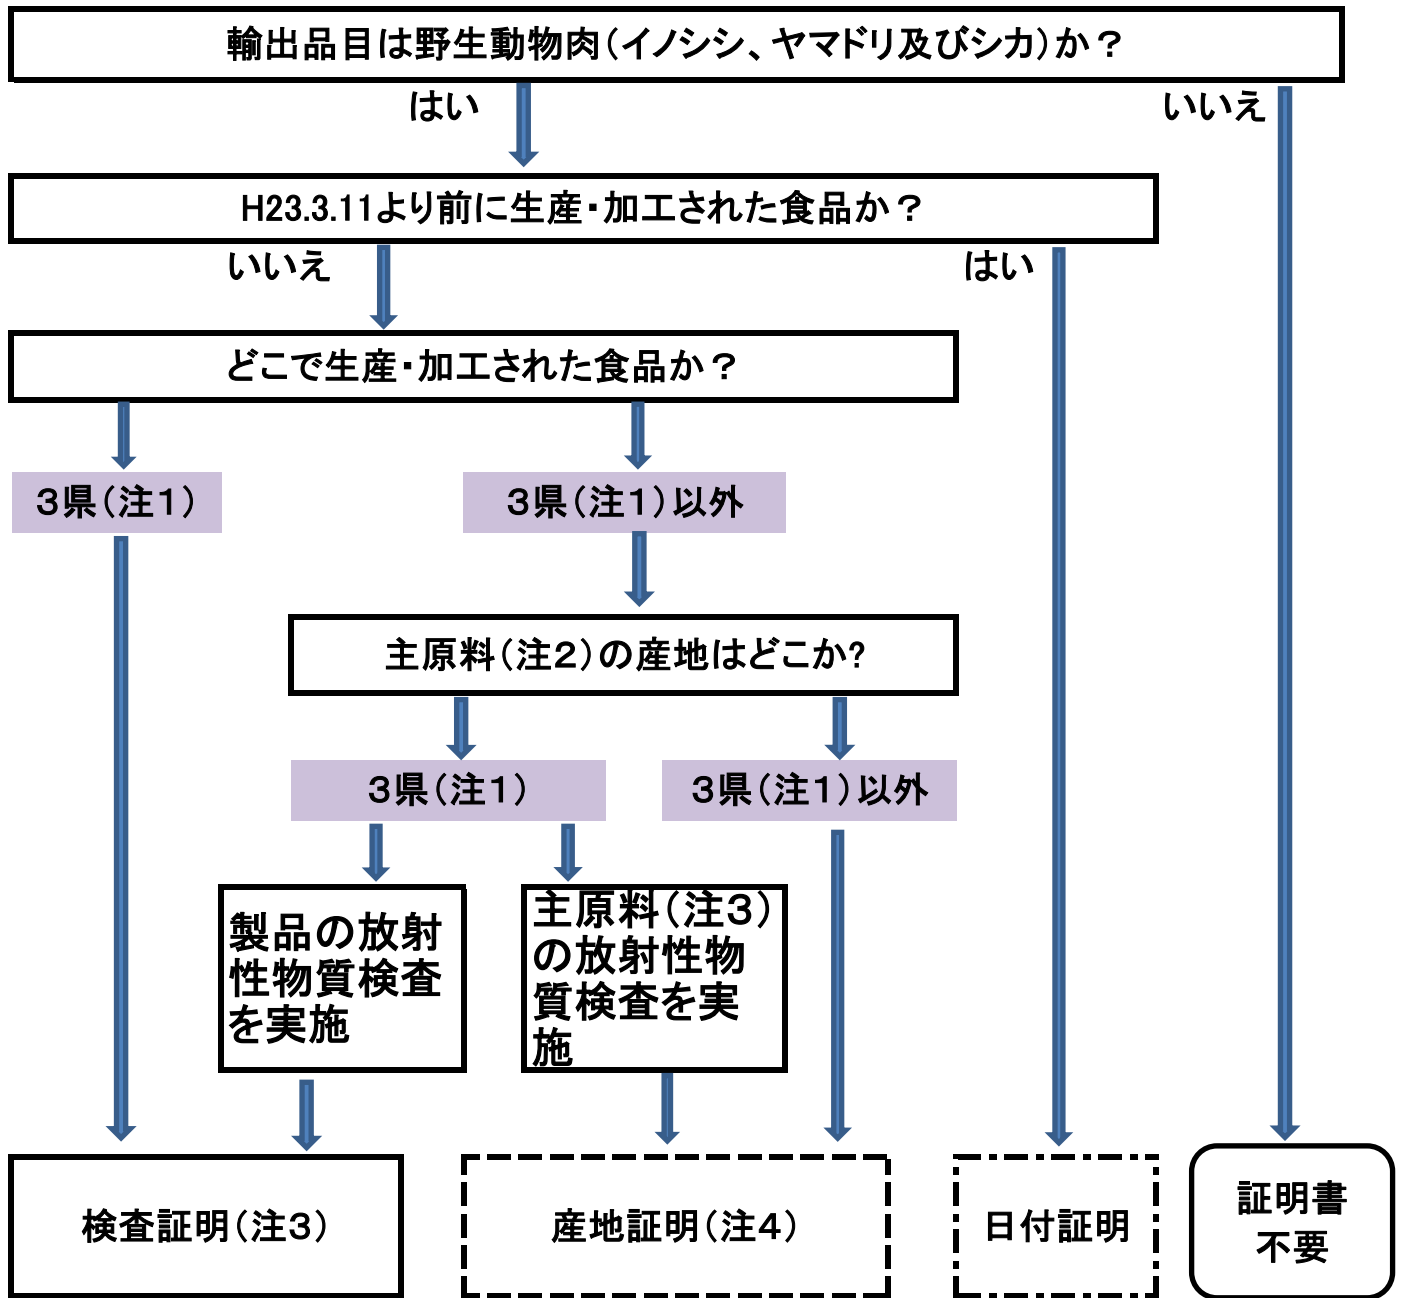 輸出品目は野生動物肉（イノシシ、ヤマドリ及びシカ）か？
はい
いいえ
H23.3.11より前に生産・加工された食品か？
いいえ
はい
どこで生産・加工された食品か？
３県（注１）
３県（注１）以外
主原料（注２）の産地はどこか?
３県（注１）
３県（注１）以外
製品の放射
性物質検査
を実施
主原料（注３）
の放射性物
質検査を実
施
検査証明（注３）
産地証明（注４）
日付証明
証明書
不要